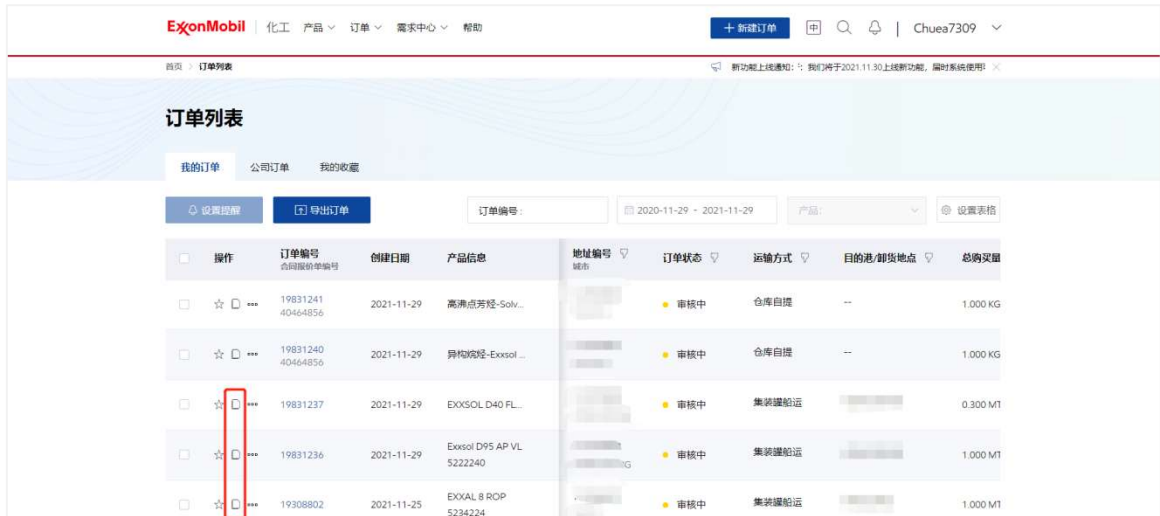 ExxonMobil 化工 产品 订单 需求中心 帮助 + 新建订单 中 Chuea7309
首页 > 订单列表 新功能上线通知: 我们将于2021.11.30上线新功能, 届时系统使用
订单列表
我的订单 公司订单 我的收藏
设置提醒 导出订单 订单编号: 2020-11-29 - 2021-11-29 产品: 设置表格
操作 订单编号 创建日期 产品信息 地址编号 订单状态 运输方式 目的港/卸货地点 总购买量
合同报价单编号 城市
19831241 2021-11-29 高沸点芳烃-Solv... 审核中 仓库自提 -- 1.000 KG
40464856
19831240 2021-11-29 异构烷烃-Exxsol ... 审核中 仓库自提 -- 1.000 KG
40464856
19831237 2021-11-29 EXXSOL D40 FL... 审核中 集装罐船运 0.300 MT
19831236 2021-11-29 Exxsol D95 AP VL 审核中 集装罐船运 1.000 MT
5222240
19308802 2021-11-25 EXXAL 8 ROP 审核中 集装罐船运 1.000 MT
5234224